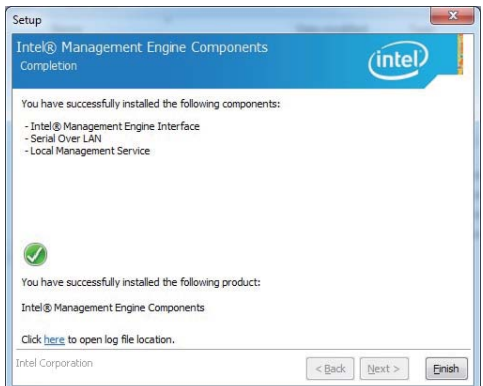 Setup
Intel® Management Engine Components
Completion
intel
You have successfully installed the following components:
- Intel® Management Engine Interface
- Serial Over LAN
- Local Management Service
You have successfully installed the following product:
Intel® Management Engine Components
Click here to open log file location.
Intel Corporation
< Back Next > Finish